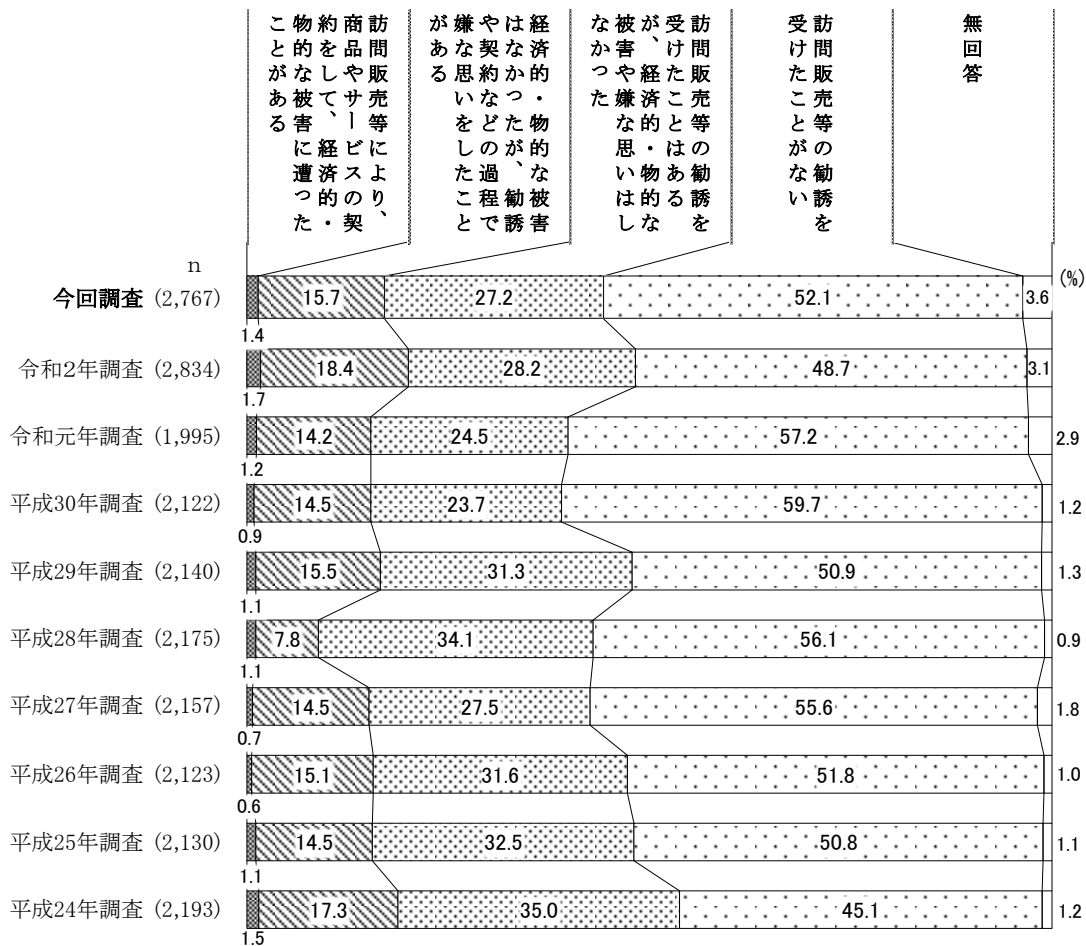 訪問販売等により、
商品やサービスの契
約をして、経済的・
物的な被害に遭った
ことがある
経済的・物的な被害
はなかったが、勧誘
や契約などの過程で
嫌な思いをしたこと
がある
訪問販売等の勧誘を
受けたことはある
が、経済的・物的な
被害や嫌な思いはし
なかった
訪問販売等の勧誘を
受けたことがない
無回答
n
(%)
今回調査 (2,767)
1.4
15.7
27.2
52.1
3.6
令和2年調査 (2,834)
1.7
18.4
28.2
48.7
3.1
令和元年調査 (1,995)
1.2
14.2
24.5
57.2
2.9
平成30年調査 (2,122)
0.9
14.5
23.7
59.7
1.2
平成29年調査 (2,140)
1.1
15.5
31.3
50.9
1.3
平成28年調査 (2,175)
1.1
7.8
34.1
56.1
0.9
平成27年調査 (2,157)
0.7
14.5
27.5
55.6
1.8
平成26年調査 (2,123)
0.6
15.1
31.6
51.8
1.0
平成25年調査 (2,130)
1.1
14.5
32.5
50.8
1.1
平成24年調査 (2,193)
1.5
17.3
35.0
45.1
1.2